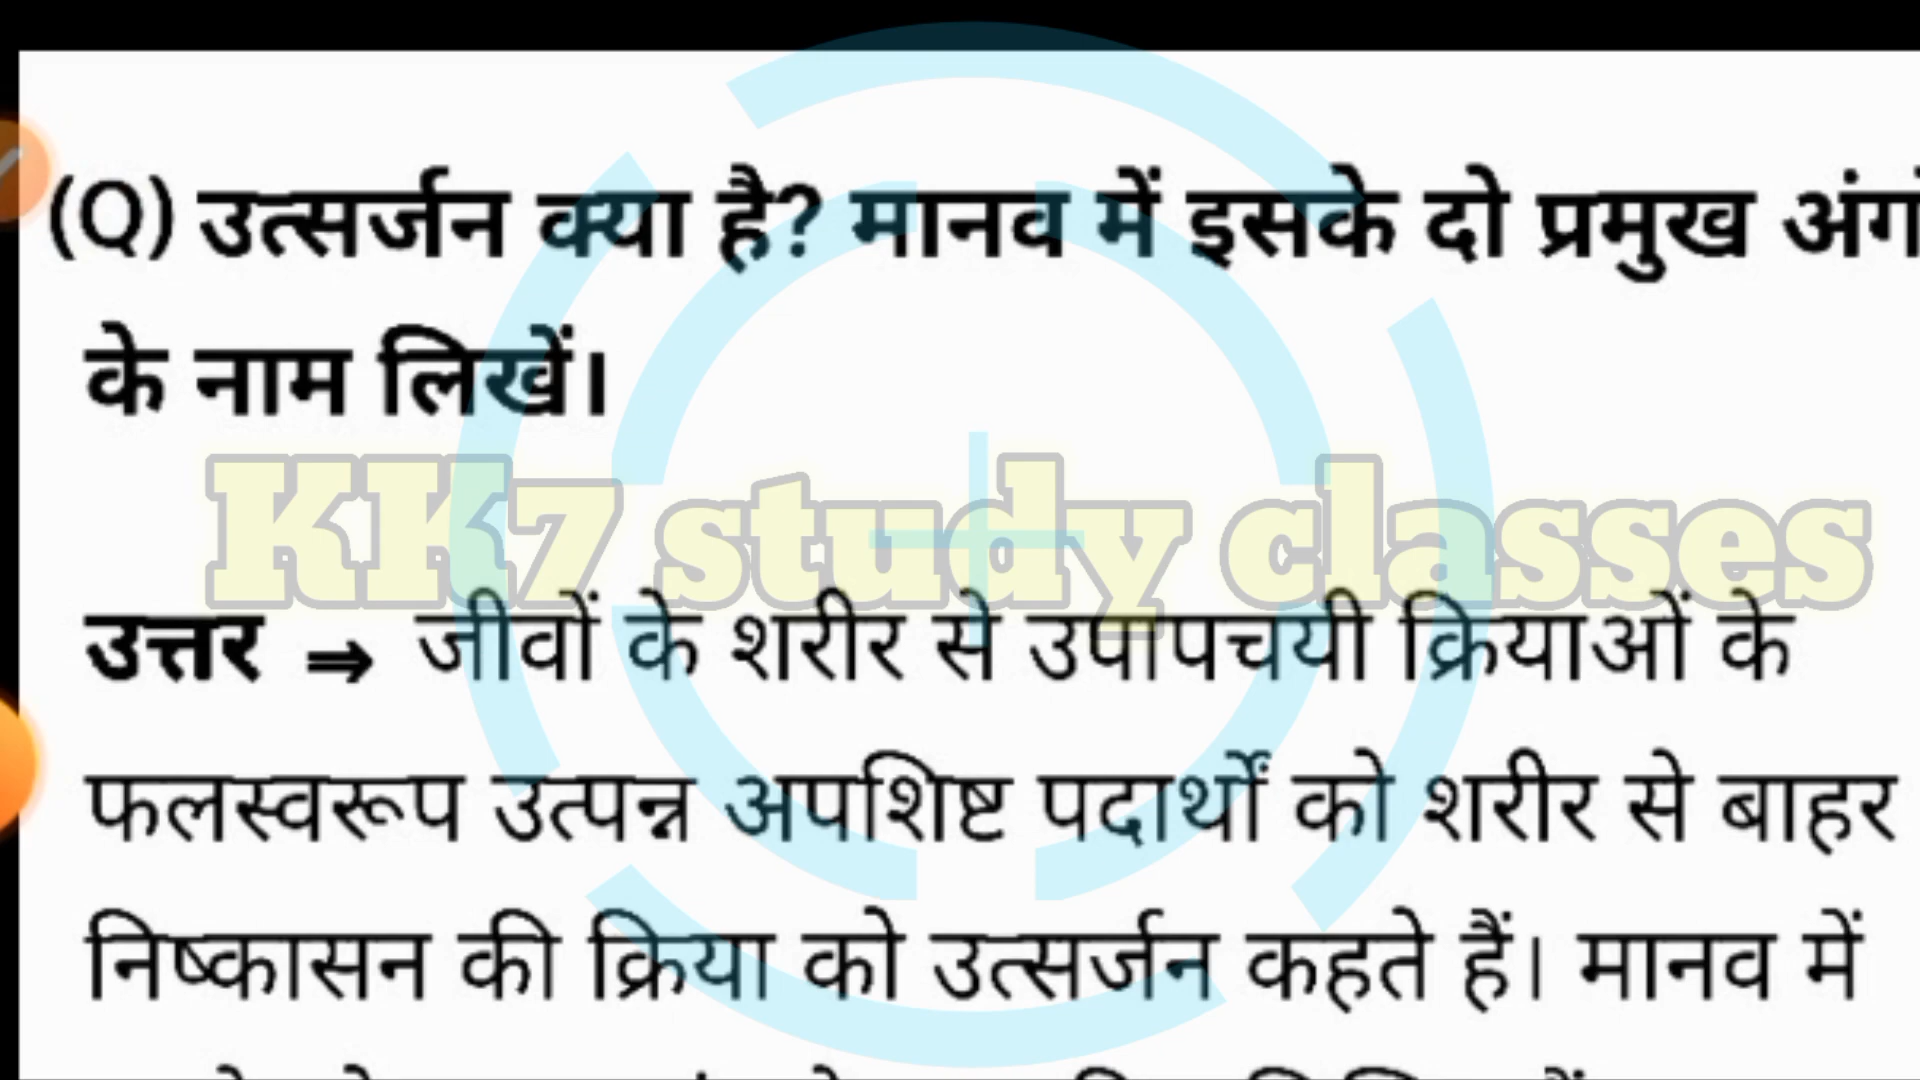 (Q) उत्सर्जन क्या है? मानव में इसके दो प्रमुख
के नाम लिखें।
KK7 study classes
उत्तर ⇒ जीवों के शरीर से उपापचयी क्रियाओं के
फलस्वरूप उत्पन्न अपशिष्ट पदार्थों को शरीर से बाहर
निष्कासन की क्रिया को उत्सर्जन कहते हैं। मानव में